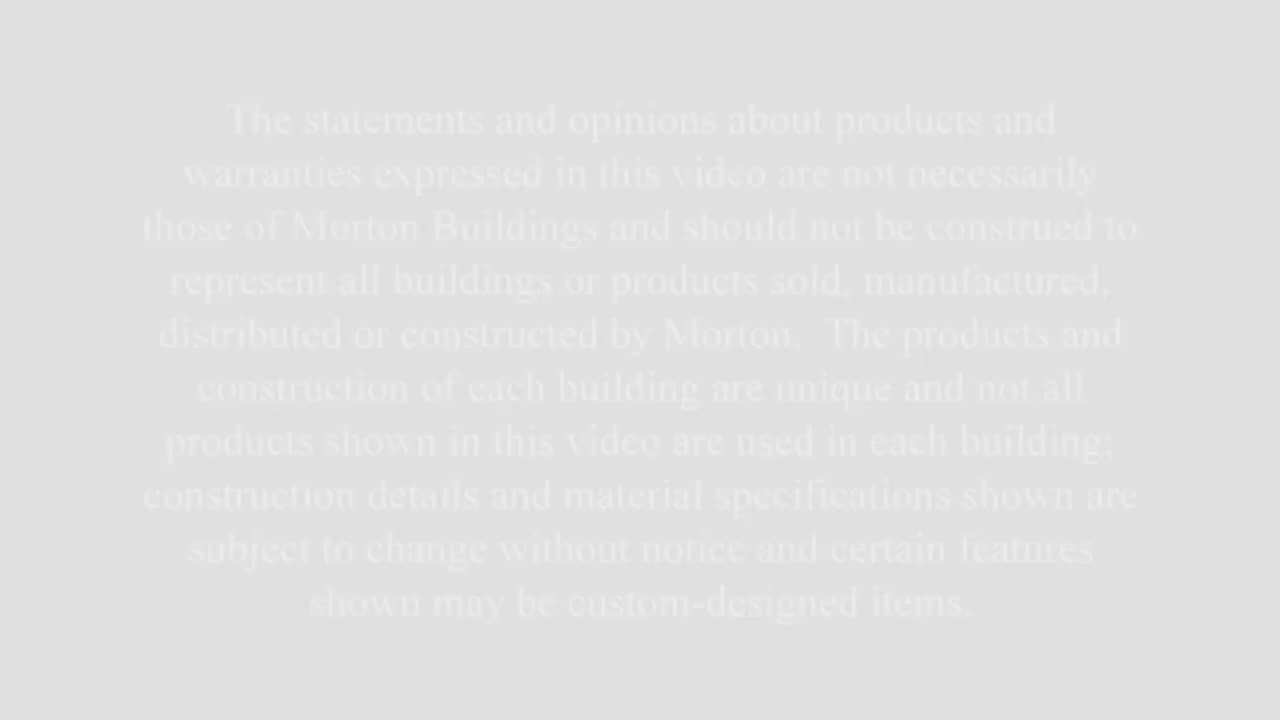 The statements and opinions about products and
warranties expressed in this video are not necessarily
those of Morton Buildings and should not be construed to
represent all buildings or products sold, manufactured,
distributed or constructed by Morton.  The products and
construction of each building are unique and not all
products shown in this video are used in each building;
construction details and material specifications shown are
subject to change without notice and certain features
shown may be custom-designed items.